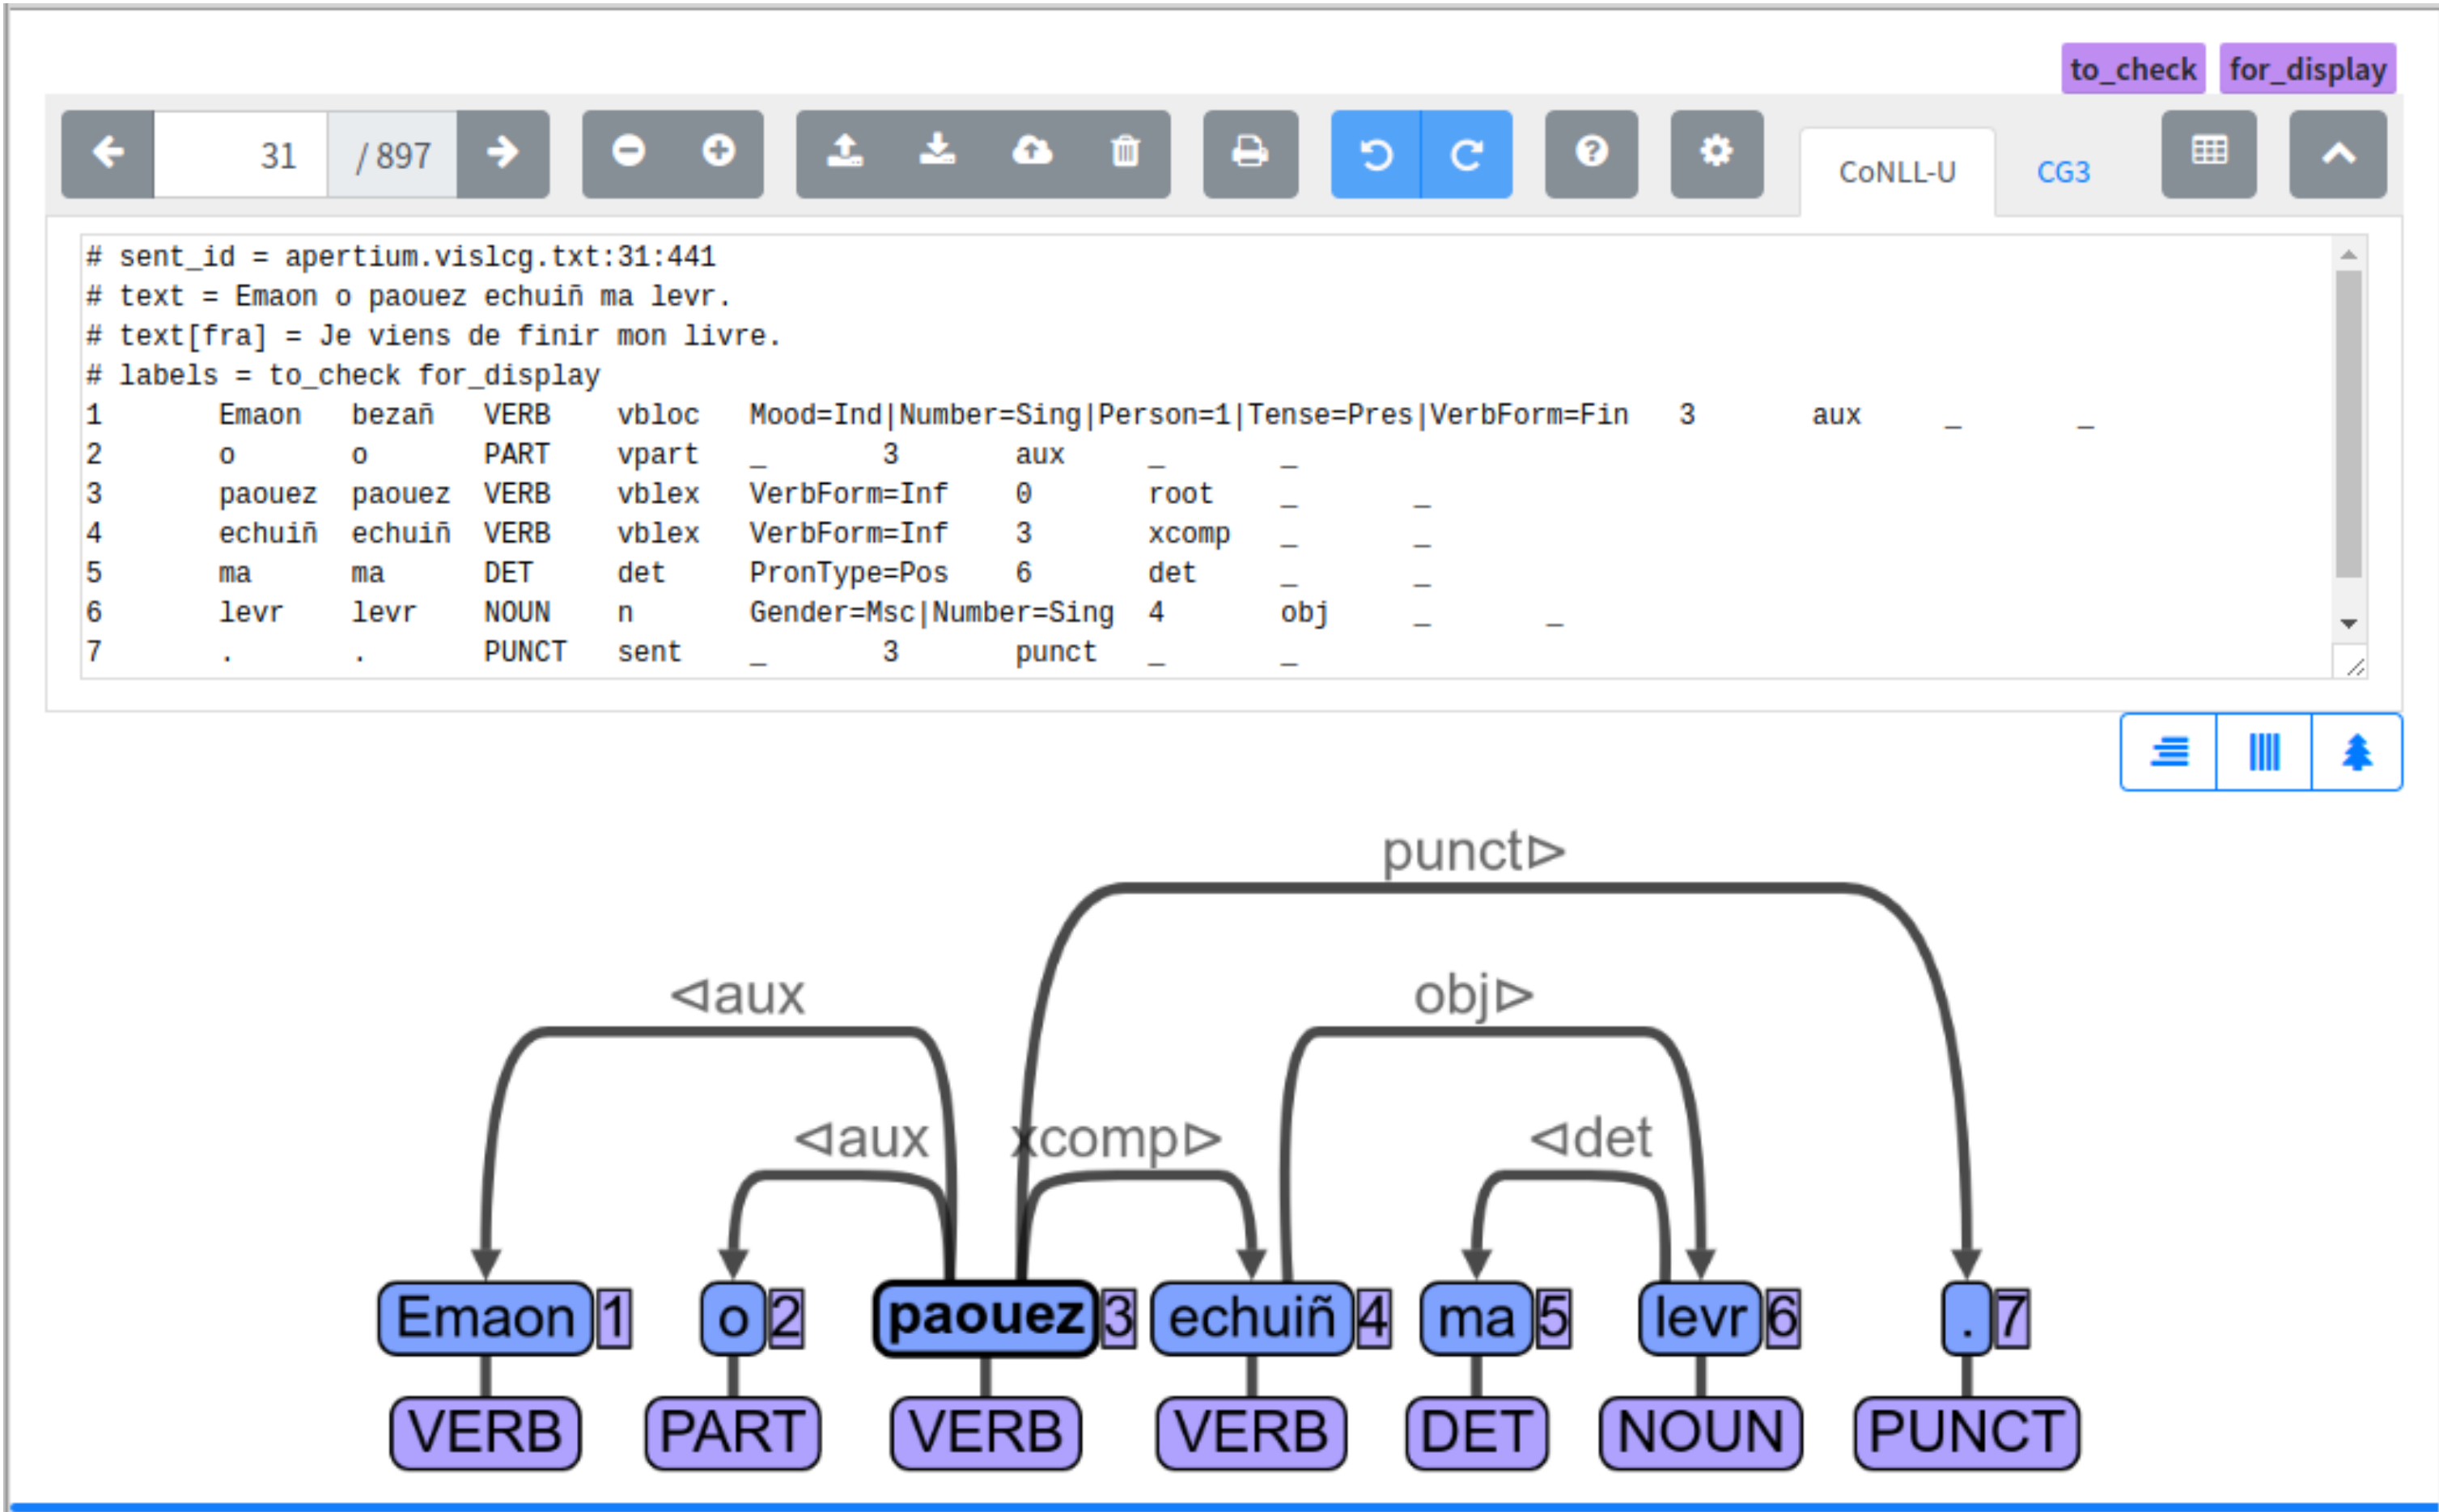 to_check for_display
31 / 897 CoNLL-U CG3
# sent_id = apertium.vislcg.txt:31:441
# text = Emaon o paouez echuiñ ma levr.
# text[fra] = Je viens de finir mon livre.
# labels = to_check for_display
1 Emaon bezañ VERB vbloc Mood=Ind|Number=Sing|Person=1|Tense=Pres|VerbForm=Fin 3 aux _ _
2 o o PART vpart _ 3 aux _ _
3 paouez paouez VERB vblex VerbForm=Inf 0 root _ _
4 echuiñ echuiñ VERB vblex VerbForm=Inf 3 xcomp _ _
5 ma ma DET det PronType=Pos 6 det _ _
6 levr levr NOUN n Gender=Msc|Number=Sing 4 obj _ _
7 . . PUNCT sent _ 3 punct _ _
punct▷
◁aux obj▷
◁aux xcomp▷ ◁det
Emaon 1 o 2 paouez 3 echuiñ 4 ma 5 levr 6 . 7
VERB PART VERB VERB DET NOUN PUNCT